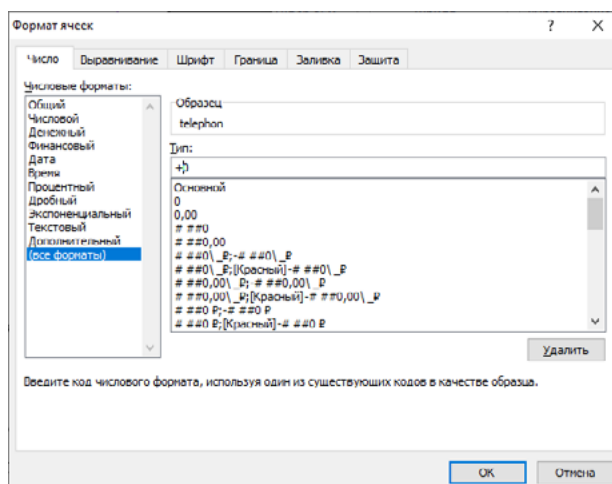 Формат ячеек
? X
Число Выравнивание Шрифт Граница Заливка Защита
Числовые форматы:
Общий
Числовой
Денежный
Финансовый
Дата
Время
Процентный
Дробный
Экспоненциальный
Текстовый
Дополнительный
(все форматы)
Образец
telephon
Тип:
Основной
0
0,00
# ##0
# ##0,00
# ##0\ _₽;-# ##0\ _₽
# ##0\ _₽;[Красный]-# ##0\ _₽
# ##0,00\ _₽;-# ##0,00\ _₽
# ##0,00\ _₽;[Красный]-# ##0,00\ _₽
# ##0 ₽;-# ##0 ₽
# ##0 ₽;[Красный]-# ##0 ₽
Удалить
Введите код числового формата, используя один из существующих кодов в качестве образца.
ОК Отмена